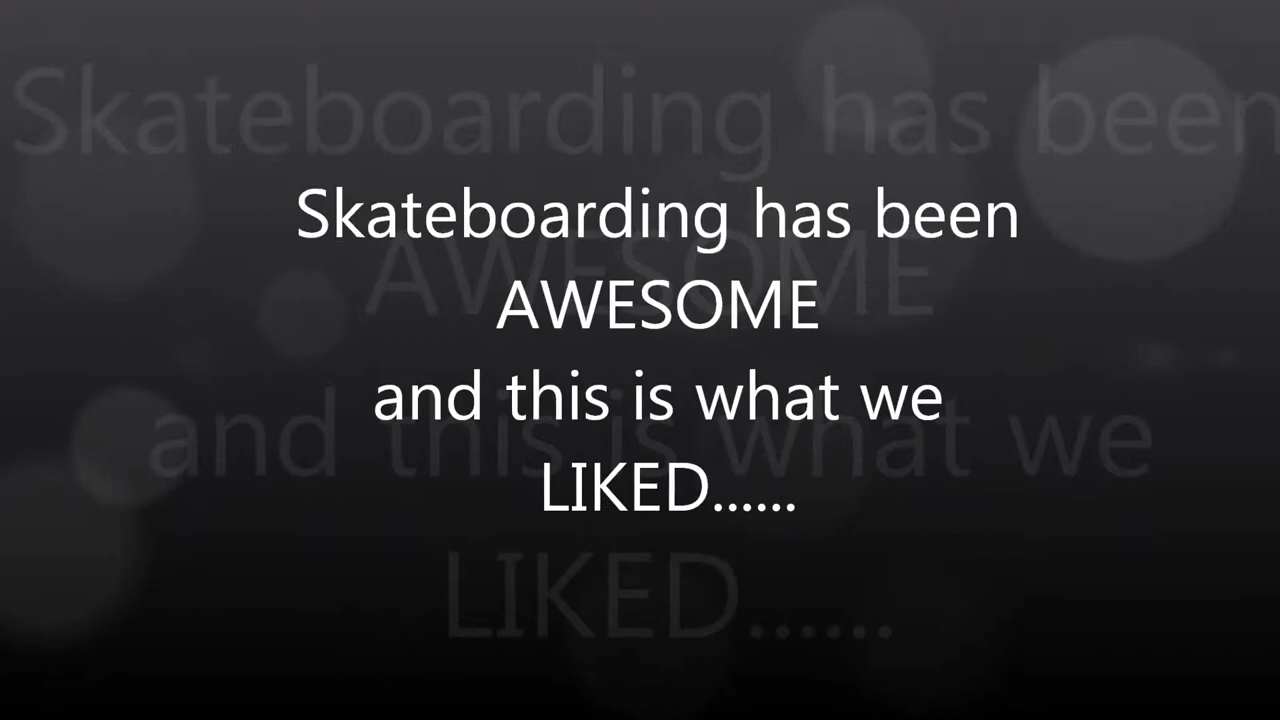 Skateboarding has been
AWESOME
and this is what we
LIKED......